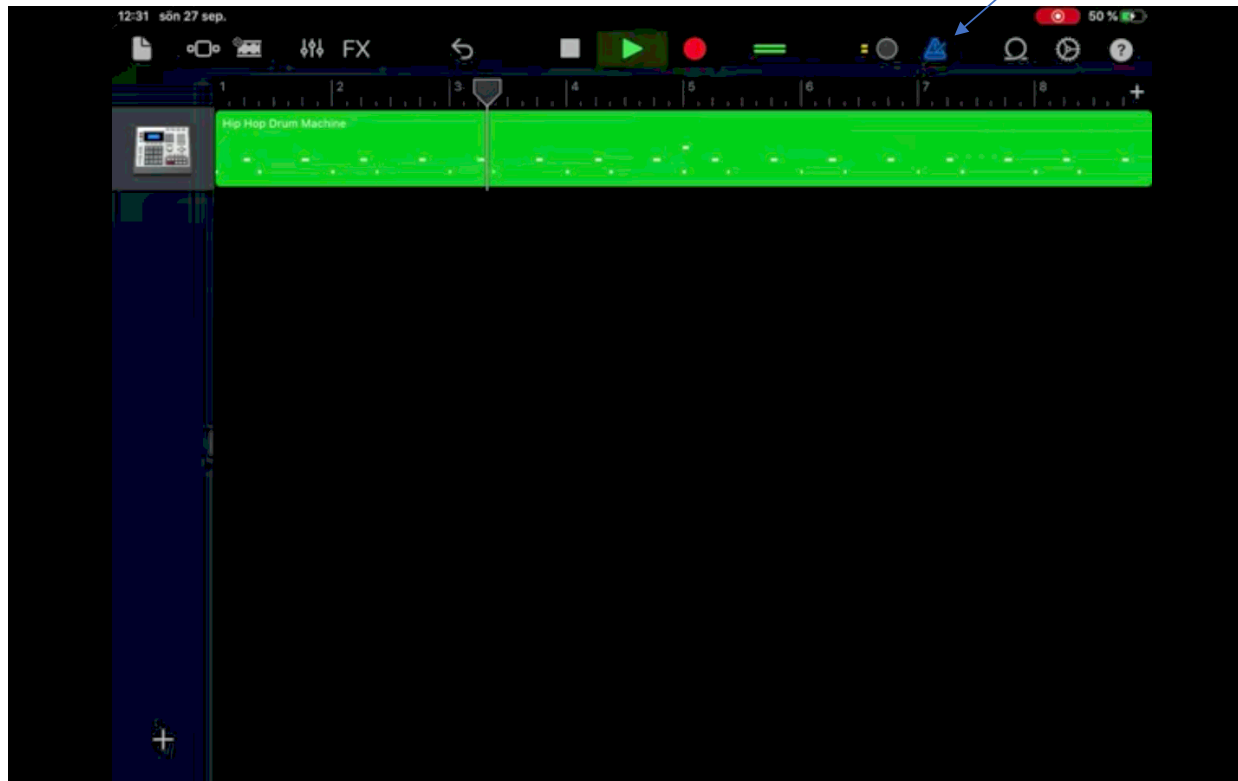 12:31 sön 27 sep.
50 %
FX
?
1 2 3 4 5 6 7 8 +
Hip Hop Drum Machine
+